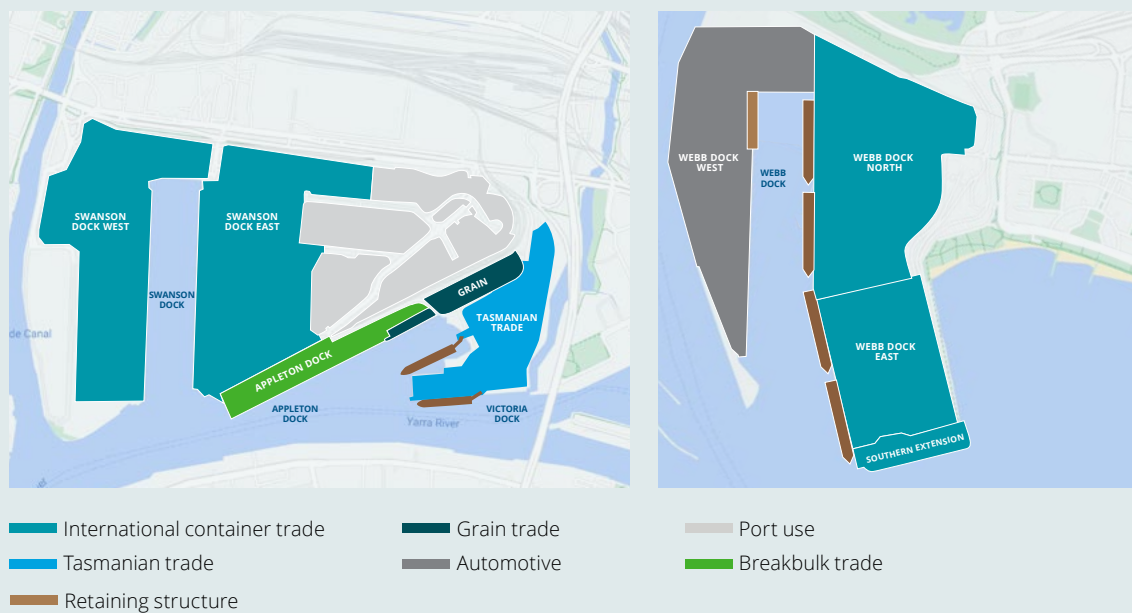 SWANSON
DOCK WEST
SWANSON
DOCK EAST
SWANSON
DOCK
GRAIN
TASMANIAN
TRADE
APPLETON DOCK
APPLETON
DOCK
VICTORIA
DOCK
de Canal
Yarra River
WEBB DOCK
WEST
WEBB
DOCK
WEBB DOCK
NORTH
WEBB DOCK
EAST
SOUTHERN EXTENSION
International container trade
Grain trade
Port use
Tasmanian trade
Automotive
Breakbulk trade
Retaining structure